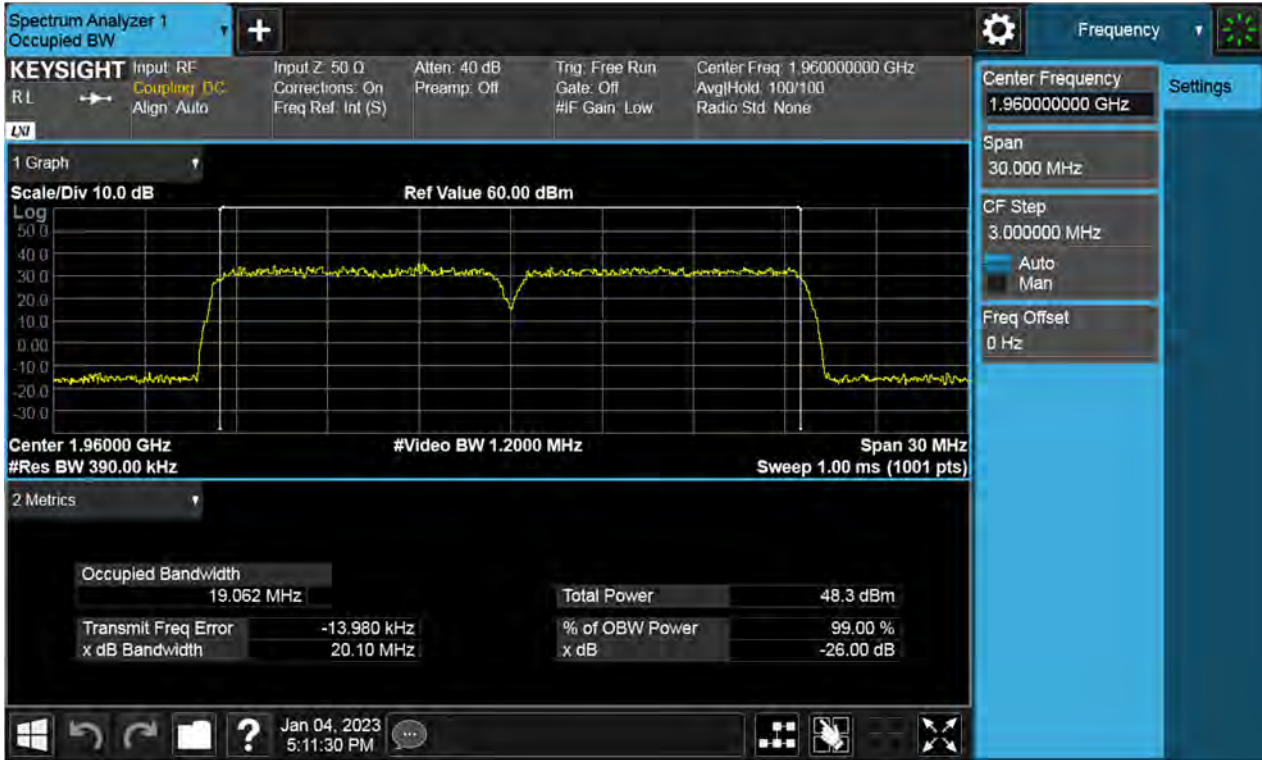 Spectrum Analyzer 1
Occupied BW
Frequency
KEYSIGHT
R L
LXI
Input: RF
Coupling: DC
Align: Auto
Input Z: 50 Ω
Corrections: On
Freq Ref: Int (S)
Atten: 40 dB
Preamp: Off
Trig: Free Run
Gate: Off
#IF Gain: Low
Center Freq: 1.960000000 GHz
Avg|Hold: 100/100
Radio Std: None
Center Frequency
1.960000000 GHz
Settings
Span
30.000 MHz
CF Step
3.000000 MHz
Auto
Man
Freq Offset
0 Hz
1 Graph
Scale/Div 10.0 dB
Ref Value 60.00 dBm
Log
50.0
40.0
30.0
20.0
10.0
0.00
-10.0
-20.0
-30.0
Center 1.96000 GHz
#Video BW 1.2000 MHz
Span 30 MHz
#Res BW 390.00 kHz
Sweep 1.00 ms (1001 pts)
2 Metrics
Occupied Bandwidth
19.062 MHz
Total Power 48.3 dBm
Transmit Freq Error -13.980 kHz
% of OBW Power 99.00 %
x dB Bandwidth 20.10 MHz
x dB -26.00 dB
?
Jan 04, 2023
5:11:30 PM